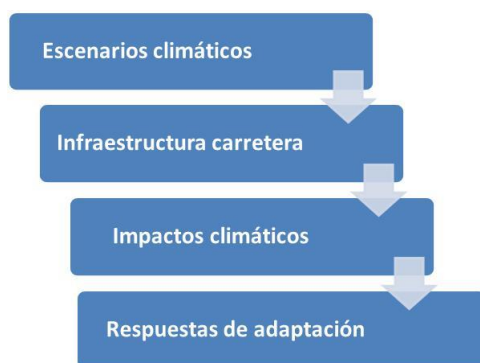 Escenarios climáticos
Infraestructura carretera
Impactos climáticos
Respuestas de adaptación